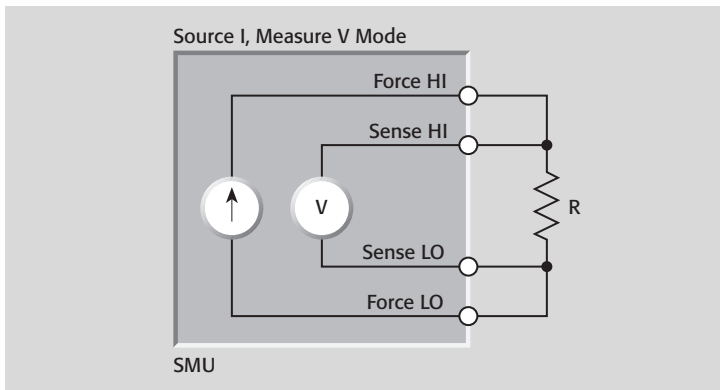 Source I, Measure V Mode
Force HI
Sense HI
V
R
Sense LO
Force LO
SMU